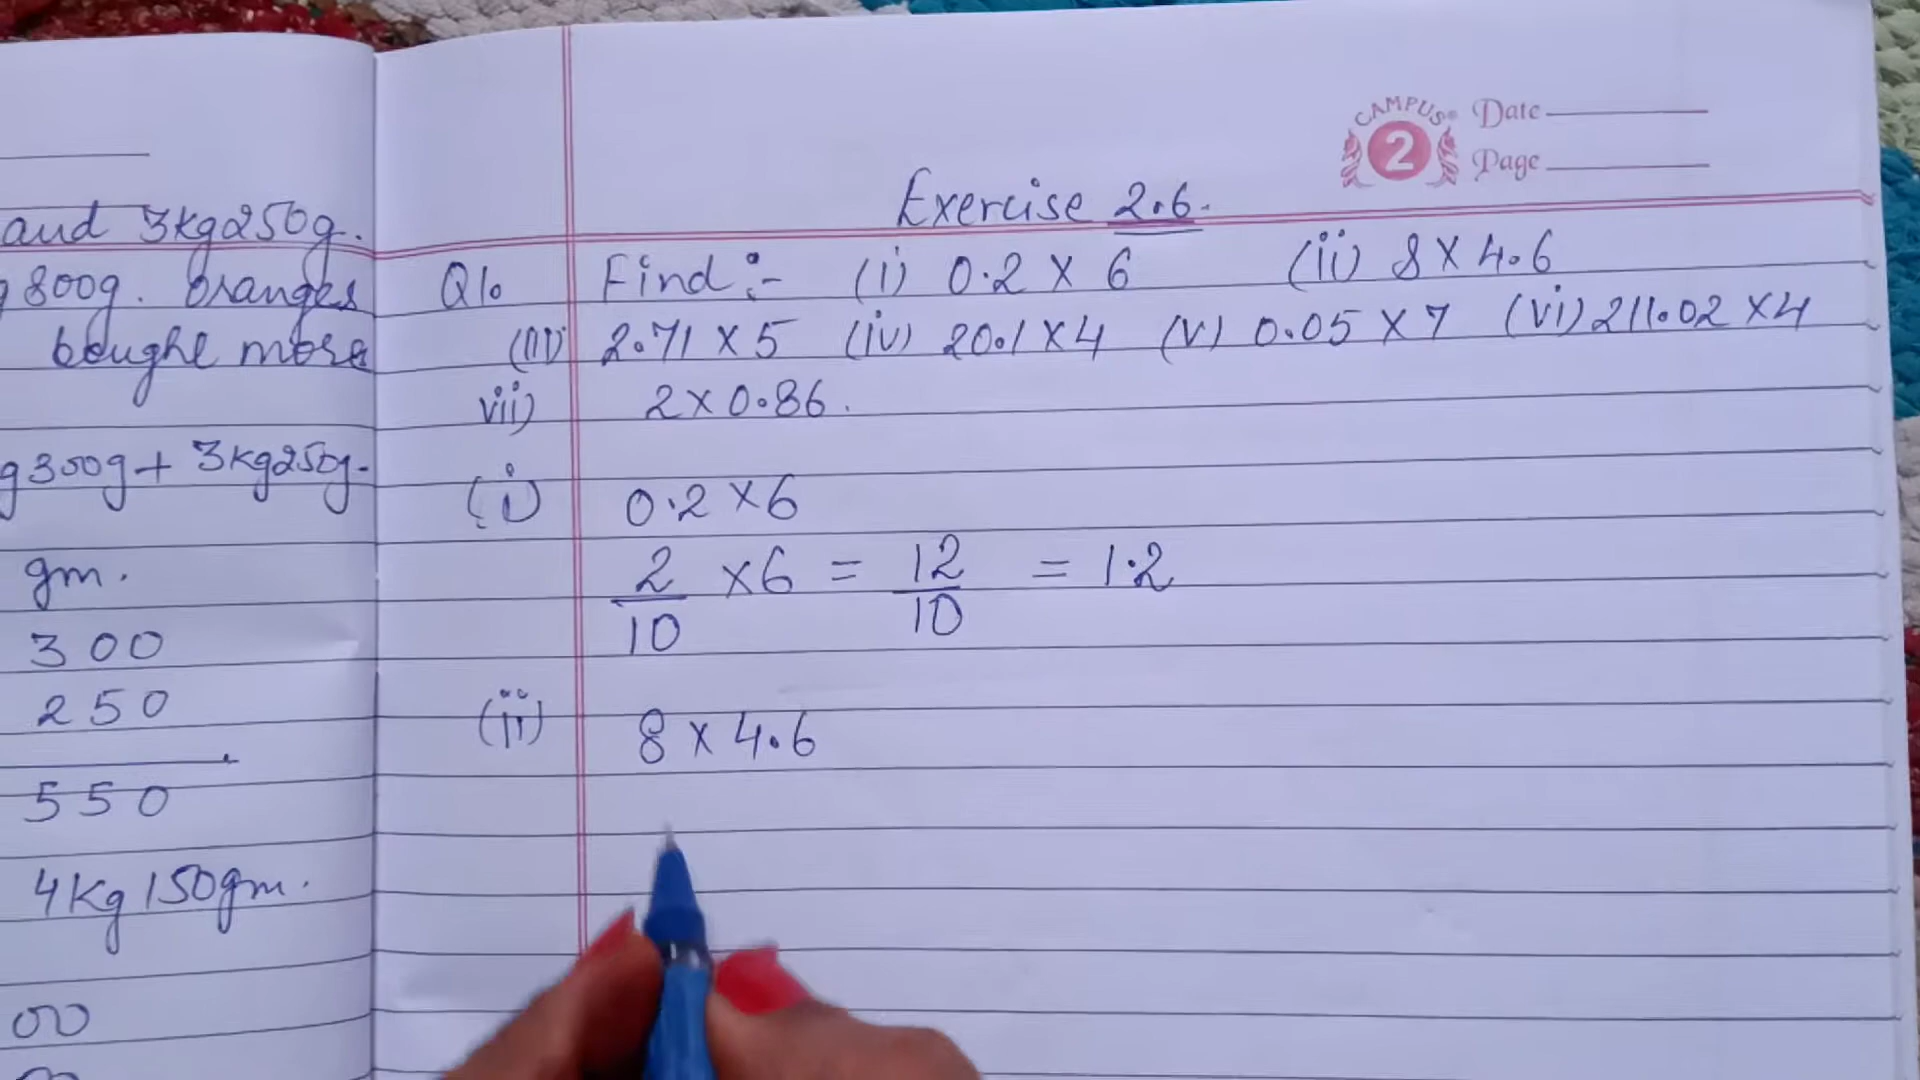 and 3kg250g.
800g. oranges
bought more
g300g + 3kg250g.
gm.
300
250
550
4Kg 150gm.
00
CAMPUS
2
Date
Page
Exercise 2.6.
Q1. Find :- (i) 0.2 × 6 (ii) 8 × 4.6
(iii) 2.71 × 5 (iv) 20.1 × 4 (v) 0.05 × 7 (vi) 211.02 × 4
vii) 2 × 0.86.
(i) 0.2 × 6
2/10 × 6 = 12/10 = 1.2
(ii) 8 × 4.6